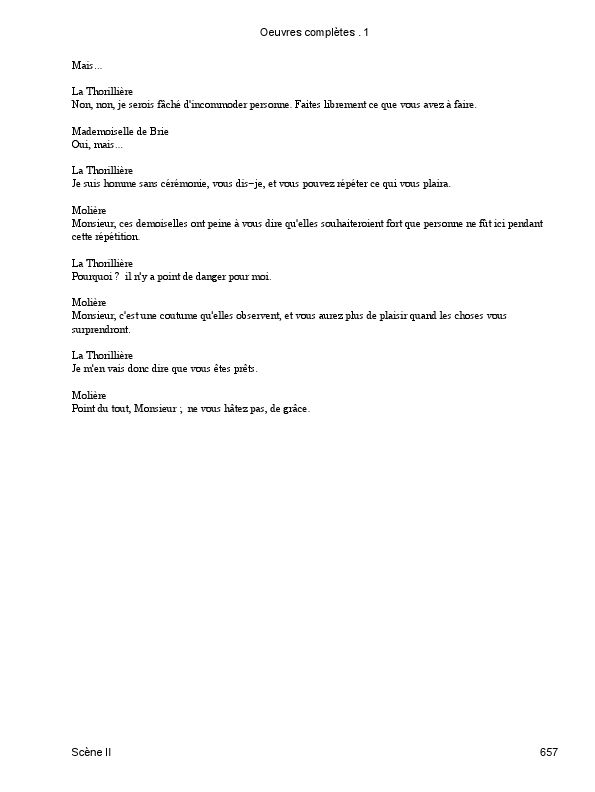 Oeuvres complètes . 1
Mais...
La Thorillière
Non, non, je serois fâché d'incommoder personne. Faites librement ce que vous avez à faire.
Mademoiselle de Brie
Oui, mais...
La Thorillière
Je suis homme sans cérémonie, vous dis−je, et vous pouvez répéter ce qui vous plaira.
Molière
Monsieur, ces demoiselles ont peine à vous dire qu'elles souhaiteroient fort que personne ne fût ici pendant
cette répétition.
La Thorillière
Pourquoi ?  il n'y a point de danger pour moi.
Molière
Monsieur, c'est une coutume qu'elles observent, et vous aurez plus de plaisir quand les choses vous
surprendront.
La Thorillière
Je m'en vais donc dire que vous êtes prêts.
Molière
Point du tout, Monsieur ;  ne vous hâtez pas, de grâce.
Scène II
657